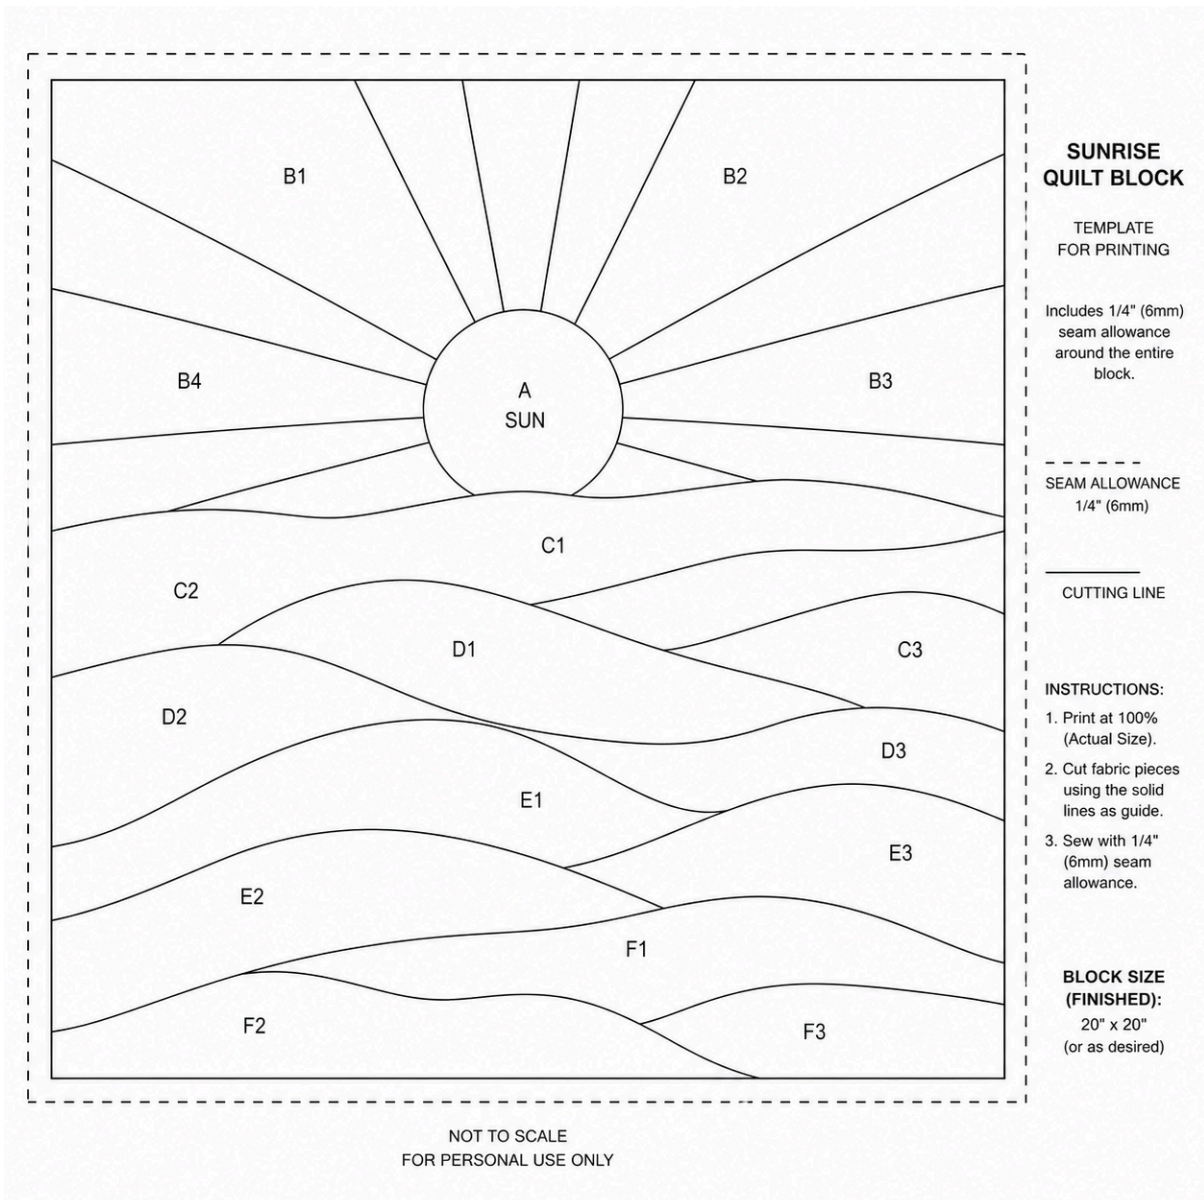 B1
B2
B4
B3
A
SUN
C1
C2
D1
C3
D2
D3
E1
E3
E2
F1
F2
F3
SUNRISE
QUILT BLOCK
TEMPLATE
FOR PRINTING
Includes 1/4" (6mm)
seam allowance
around the entire
block.
SEAM ALLOWANCE
1/4" (6mm)
CUTTING LINE
INSTRUCTIONS:
1. Print at 100%
(Actual Size).
2. Cut fabric pieces
using the solid
lines as guide.
3. Sew with 1/4"
(6mm) seam
allowance.
BLOCK SIZE
(FINISHED):
20" x 20"
(or as desired)
NOT TO SCALE
FOR PERSONAL USE ONLY